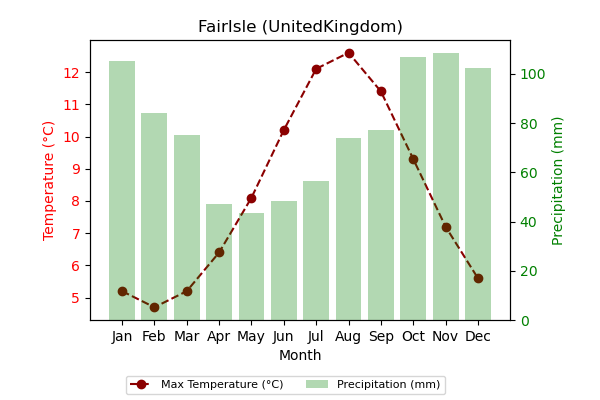 FairIsle (UnitedKingdom)
Temperature (°C)
12
11
10
9
8
7
6
5
100
80
60
40
20
0
Precipitation (mm)
Jan Feb Mar Apr May Jun Jul Aug Sep Oct Nov Dec
Month
Max Temperature (°C) Precipitation (mm)